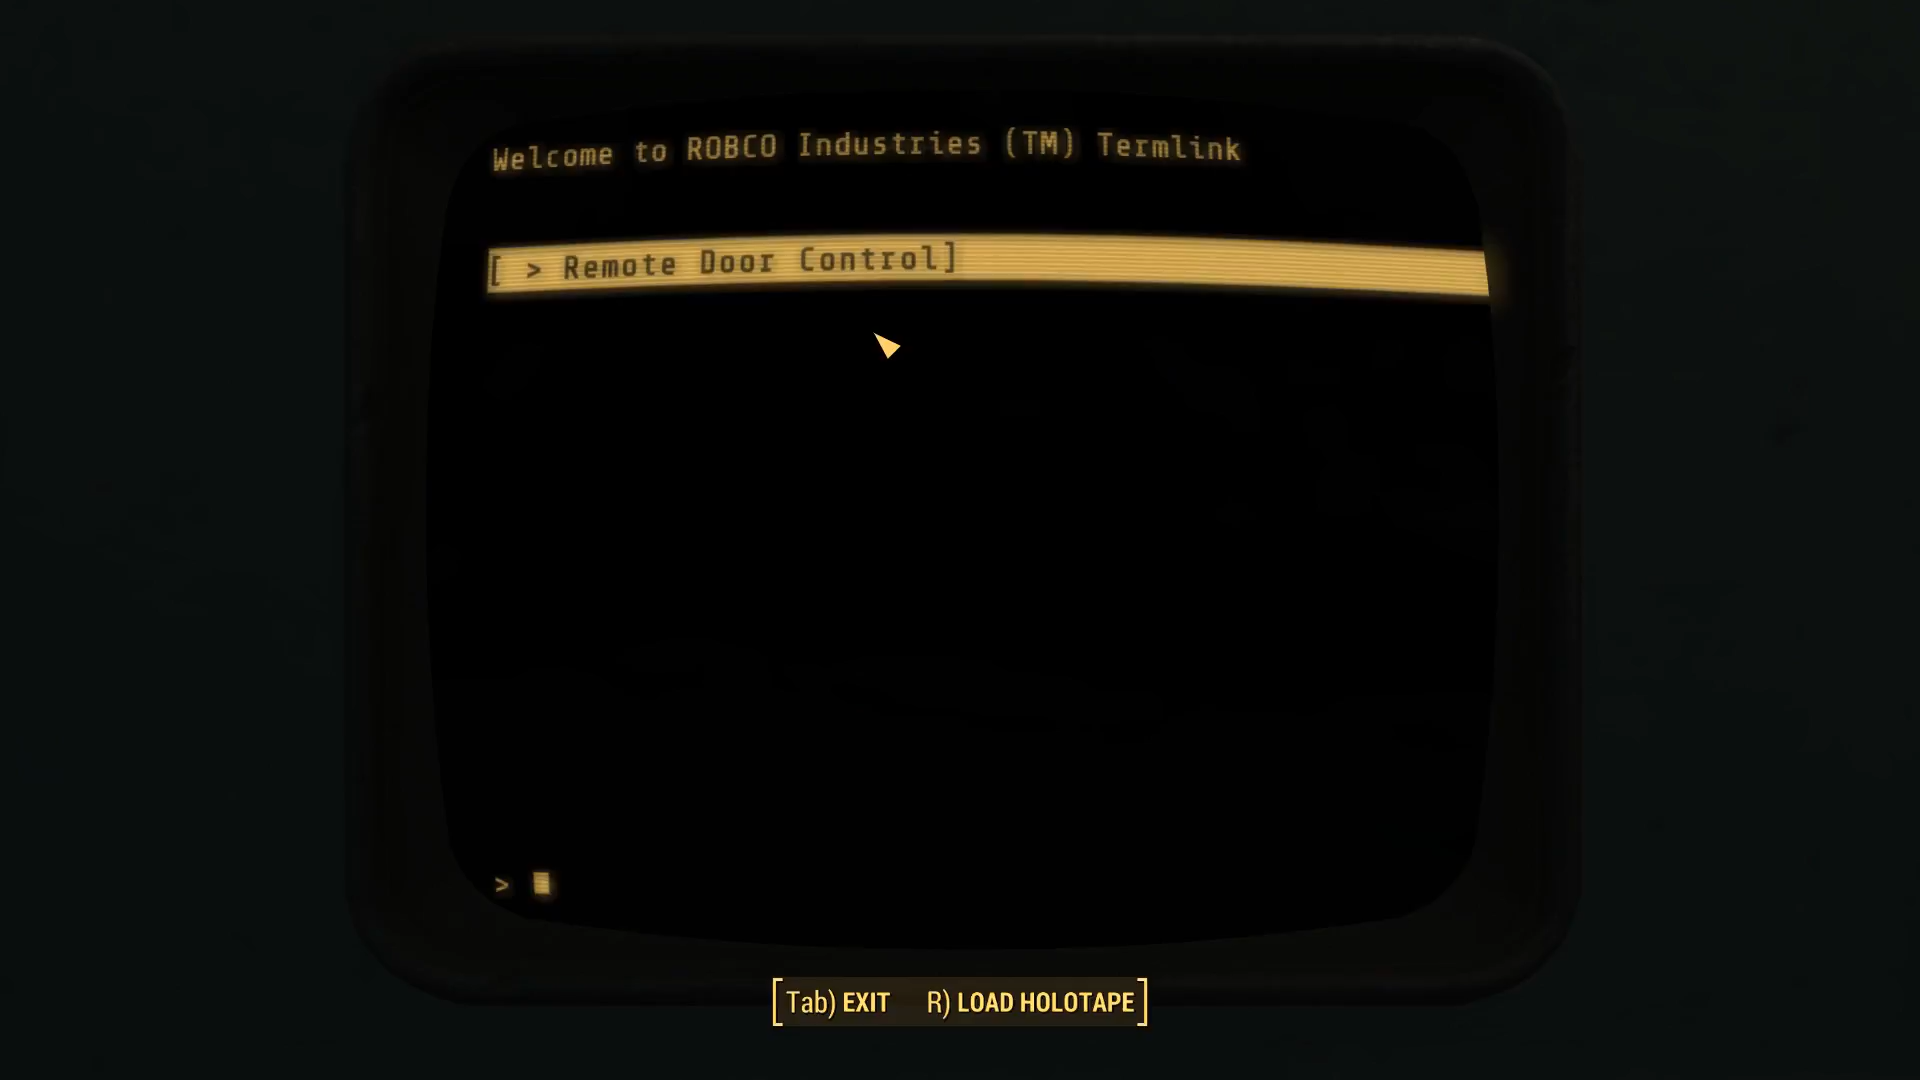 Welcome to ROBCO Industries (TM) Termlink
[ > Remote Door Control]
>
[Tab) EXIT R) LOAD HOLOTAPE]